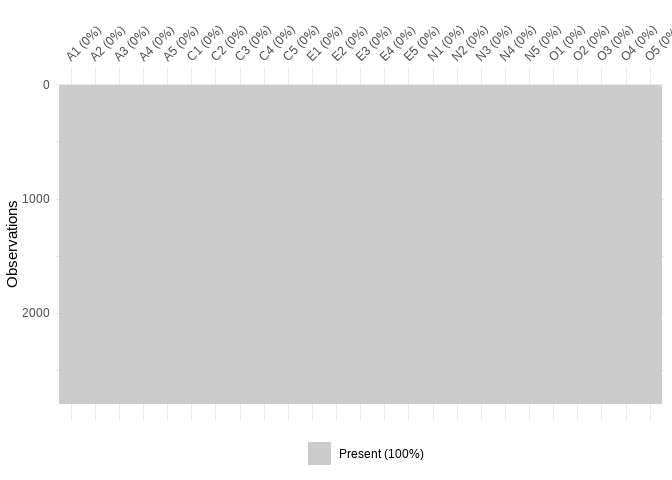 A1 (0%)
A2 (0%)
A3 (0%)
A4 (0%)
A5 (0%)
C1 (0%)
C2 (0%)
C3 (0%)
C4 (0%)
C5 (0%)
E1 (0%)
E2 (0%)
E3 (0%)
E4 (0%)
E5 (0%)
N1 (0%)
N2 (0%)
N3 (0%)
N4 (0%)
N5 (0%)
O1 (0%)
O2 (0%)
O3 (0%)
O4 (0%)
O5 (0%
0
1000
2000
Observations
Present (100%)